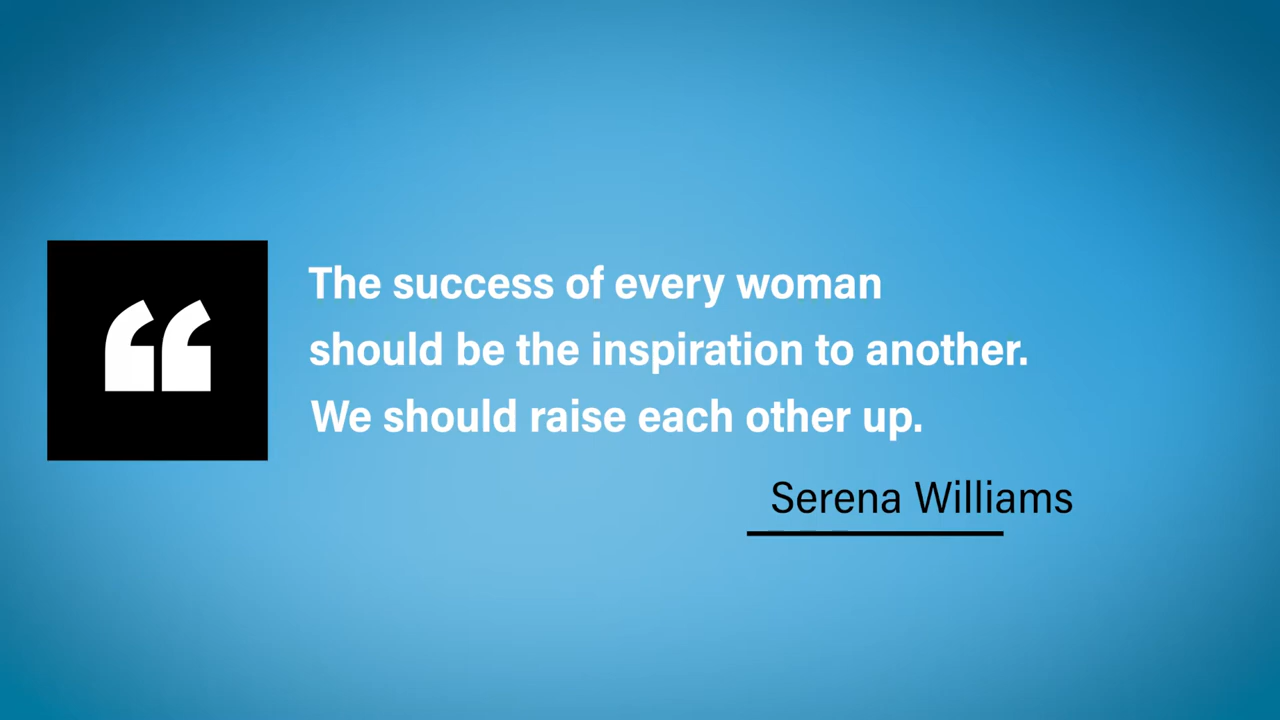 “
The success of every woman
should be the inspiration to another.
We should raise each other up.
Serena Williams